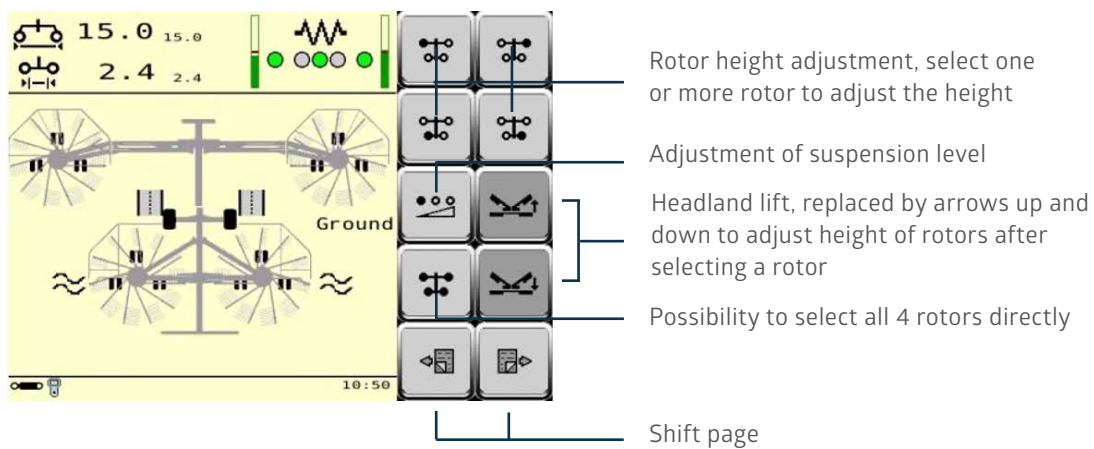 15.0 15.0
2.4 2.4
Ground
10:50
Rotor height adjustment, select one
or more rotor to adjust the height
Adjustment of suspension level
Headland lift, replaced by arrows up and
down to adjust height of rotors after
selecting a rotor
Possibility to select all 4 rotors directly
Shift page